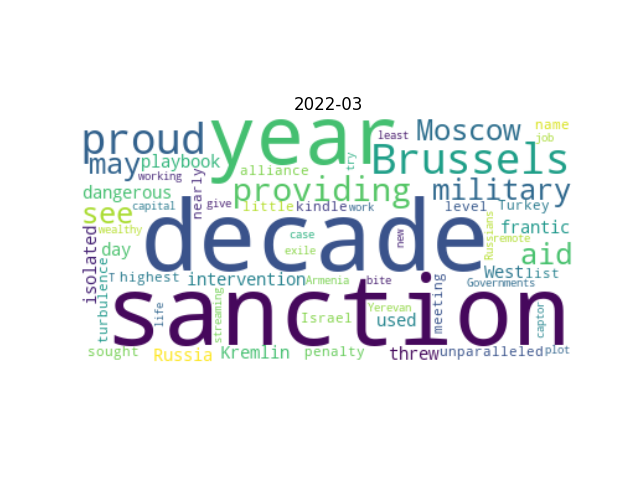 2022-03
proud year least Moscow name
job
may playbook working alliance try Brussels
dangerous nearly providing military
see capital give little kindle work level Turkey
wealthy day isolated decade case new exile Russians frantic
remote aid
turbulence T highest intervention Armenia bite West list
Governments
life streaming sanction meeting captor
Israel Yerevan used
sought Russia Kremlin penalty threw unparalleled plot